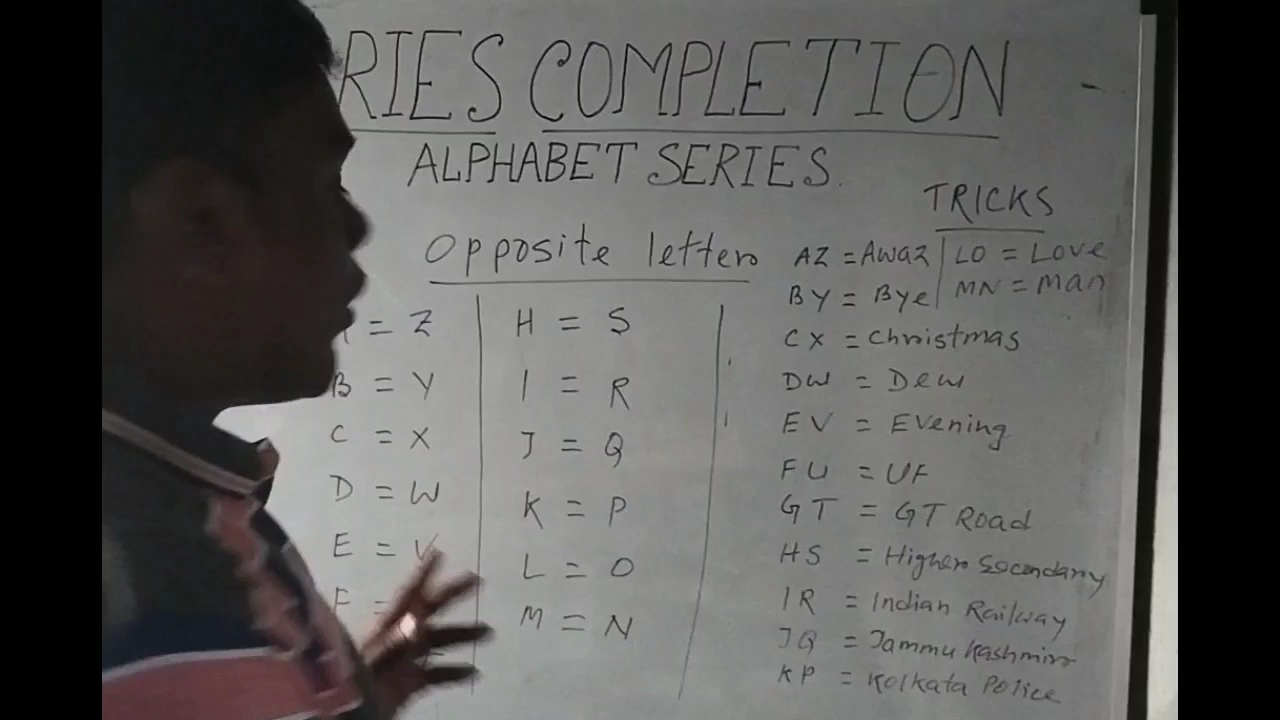 RIES COMPLETION
ALPHABET SERIES.
Opposite letter
= Z
B = Y
C = X
D = W
E = V
F =
H = S
I = R
J = Q
K = P
L = O
M = N
TRICKS
AZ = Awaz
BY = Bye
LO = Love
MN = Man
CX = Christmas
DW = Dew
EV = Evening
FU = UF
GT = GT Road
HS = Higher Secondary
IR = Indian Railway
JQ = Jammu Kashmir
KP = Kolkata Police